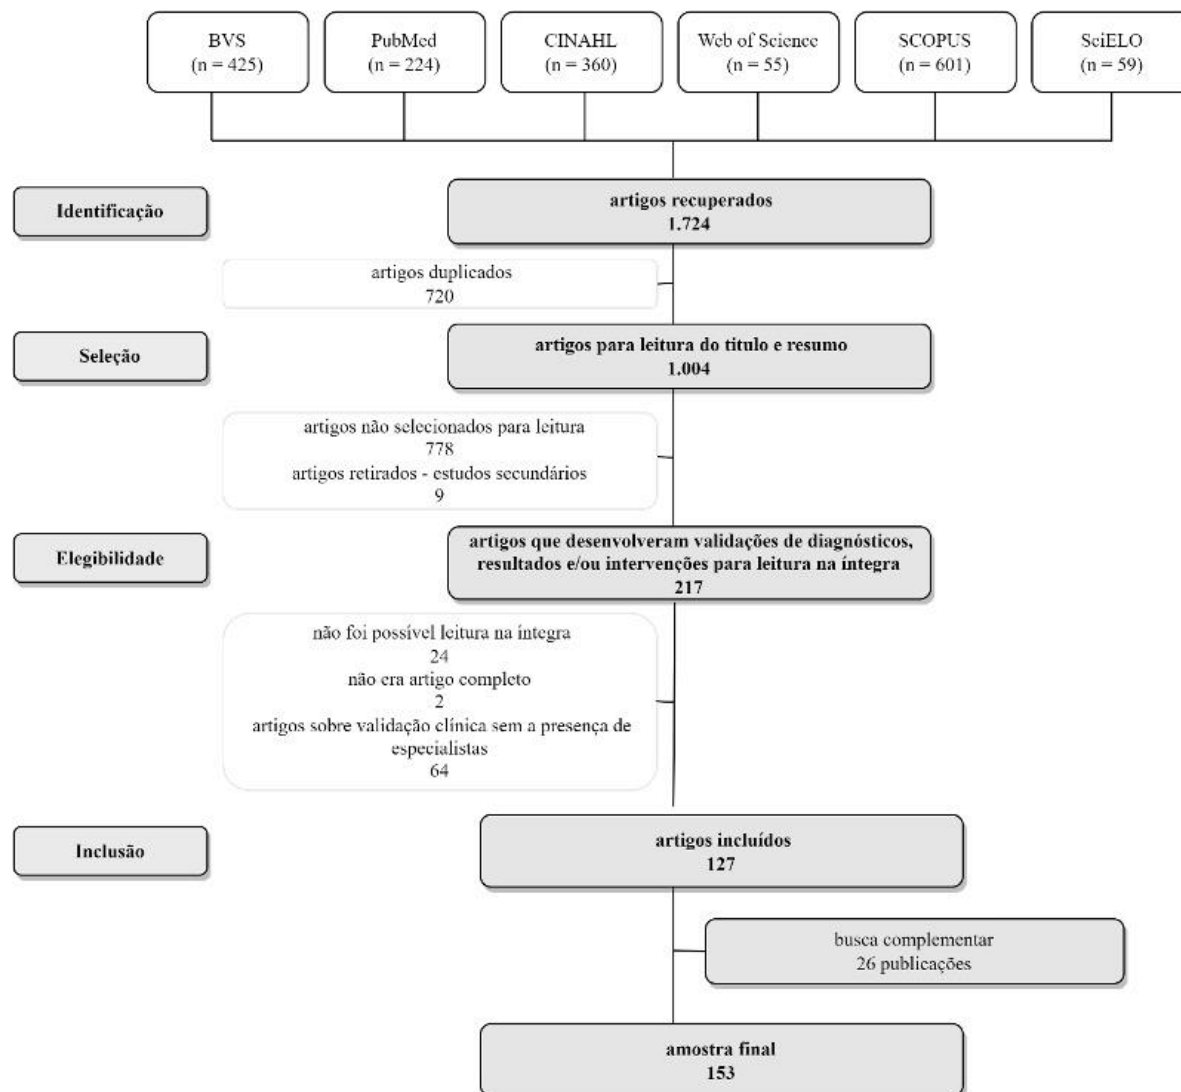 BVS
(n = 425)
PubMed
(n = 224)
CINAHL
(n = 360)
Web of Science
(n = 55)
SCOPUS
(n = 601)
SciELO
(n = 59)
Identificação
artigos recuperados
1.724
artigos duplicados
720
Seleção
artigos para leitura do titulo e resumo
1.004
artigos não selecionados para leitura
778
artigos retirados - estudos secundários
9
Elegibilidade
artigos que desenvolveram validações de diagnósticos,
resultados e/ou intervenções para leitura na íntegra
217
não foi possível leitura na íntegra
24
não era artigo completo
2
artigos sobre validação clínica sem a presença de
especialistas
64
Inclusão
artigos incluídos
127
busca complementar
26 publicações
amostra final
153